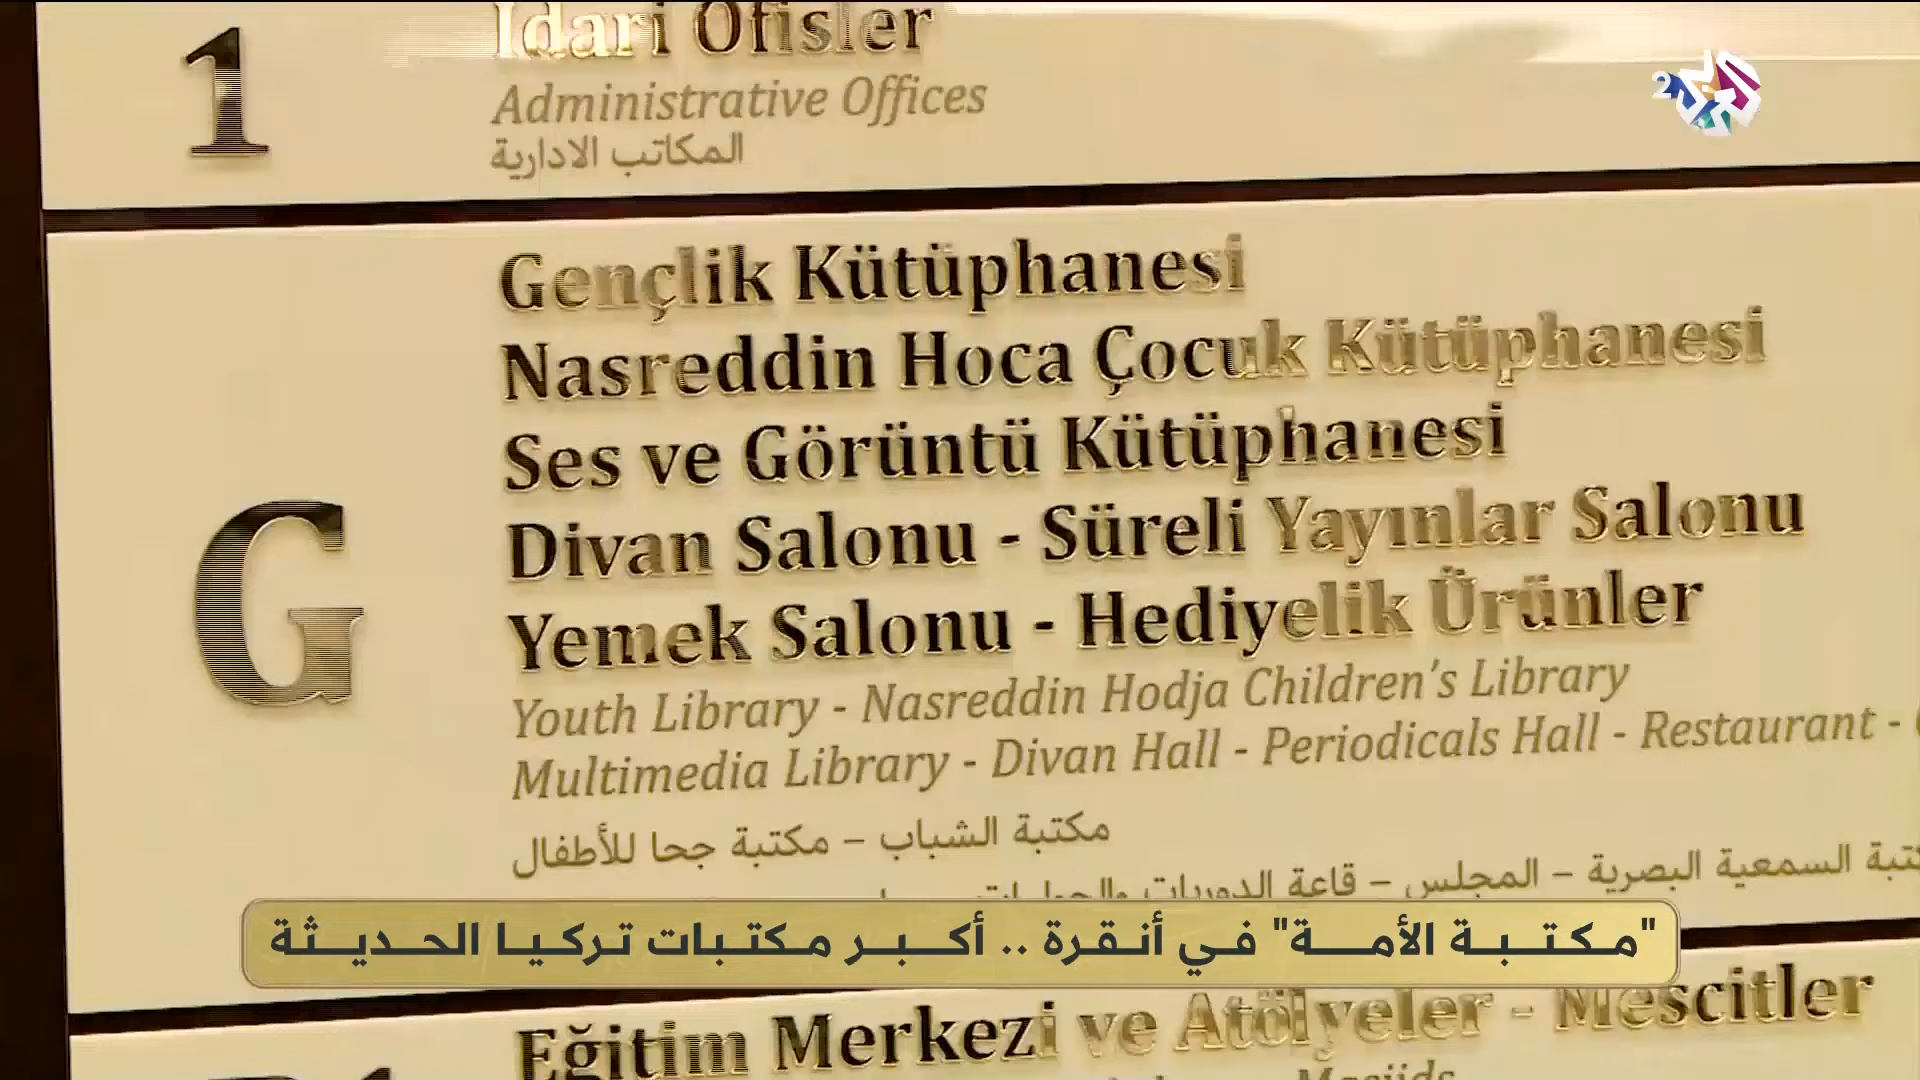 1
İdari Ofisler
Administrative Offices
المكاتب الادارية
G
Gençlik Kütüphanesi
Nasreddin Hoca Çocuk Kütüphanesi
Ses ve Görüntü Kütüphanesi
Divan Salonu - Süreli Yayınlar Salonu
Yemek Salonu - Hediyelik Ürünler
Youth Library - Nasreddin Hodja Children's Library
Multimedia Library - Divan Hall - Periodicals Hall - Restaurant -
مكتبة الشباب – مكتبة جحا للأطفال
السمعية البصرية – المجلس – قاعة الدوريات
"مكتبة الأمة" في أنقرة .. أكبر مكتبات تركيا الحديثة
Eğitim Merkezi ve Atölyeler - Mescitler
Masjids